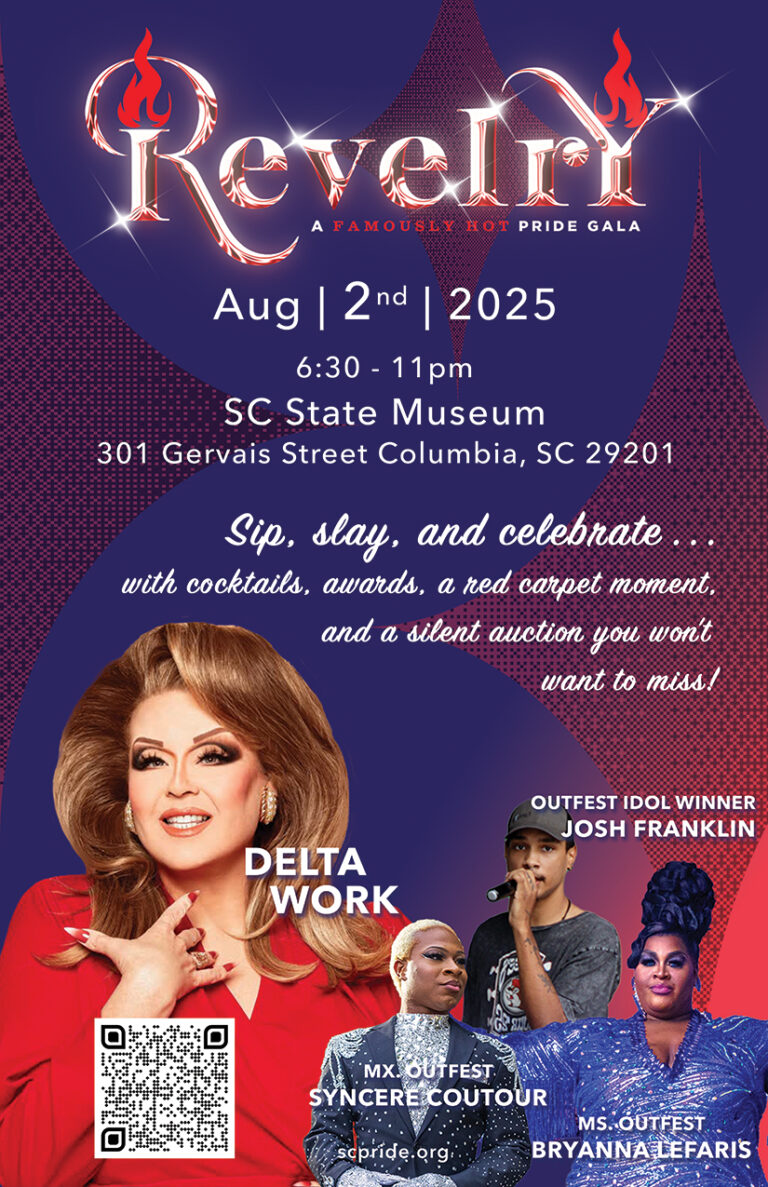 Revelry
A FAMOUSLY HOT PRIDE GALA
Aug | 2nd | 2025
6:30 - 11pm
SC State Museum
301 Gervais Street Columbia, SC 29201
Sip, slay, and celebrate...
with cocktails, awards, a red carpet moment,
and a silent auction you won't
want to miss!
OUTFEST IDOL WINNER
JOSH FRANKLIN
DELTA
WORK
MX. OUTFEST
SYNCERE COUTOUR
MS. OUTFEST
BRYANNA LEFARIS
scpride.org